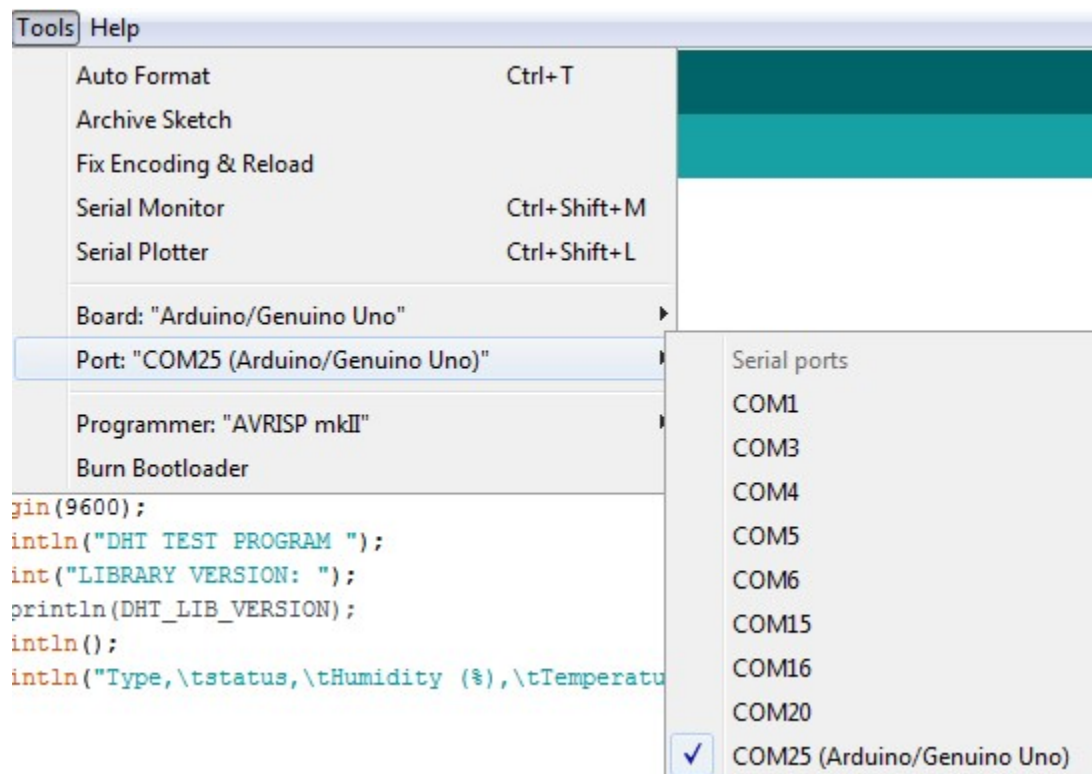 Tools Help
Auto Format Ctrl+T
Archive Sketch
Fix Encoding & Reload
Serial Monitor Ctrl+Shift+M
Serial Plotter Ctrl+Shift+L
Board: "Arduino/Genuino Uno"
Port: "COM25 (Arduino/Genuino Uno)"
Programmer: "AVRISP mkII"
Burn Bootloader
Serial ports
COM1
COM3
COM4
COM5
COM6
COM15
COM16
COM20
COM25 (Arduino/Genuino Uno)
gin(9600);
intln("DHT TEST PROGRAM ");
int("LIBRARY VERSION: ");
println(DHT_LIB_VERSION);
intln();
intln("Type,\tstatus,\tHumidity (%),\tTemperatu